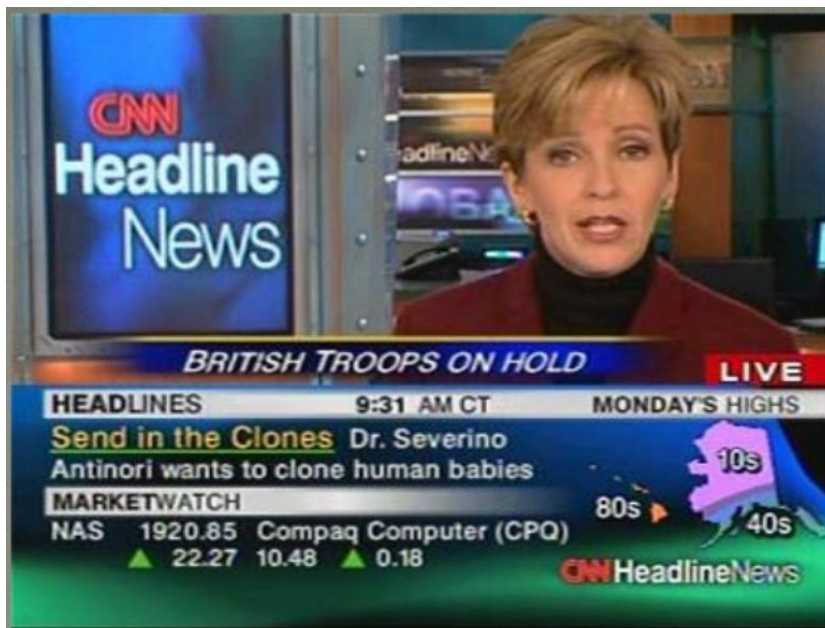 CNN
Headline
News
adlineNe
OBA
BRITISH TROOPS ON HOLD
LIVE
HEADLINES 9:31 AM CT MONDAY'S HIGHS
Send in the Clones Dr. Severino
Antinori wants to clone human babies
10s
MARKETWATCH
80s
NAS 1920.85 Compaq Computer (CPQ)
40s
▲ 22.27 10.48 ▲ 0.18
CNN HeadlineNews